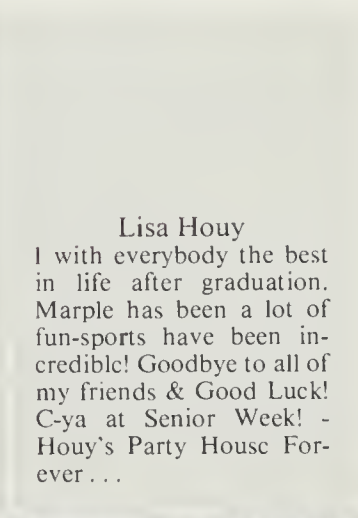 Lisa Houy
I with everybody the best
in life after graduation.
Marple has been a lot of
fun-sports have been in-
credible! Goodbye to all of
my friends & Good Luck!
C-ya at Senior Week! -
Houy's Party House For-
ever...